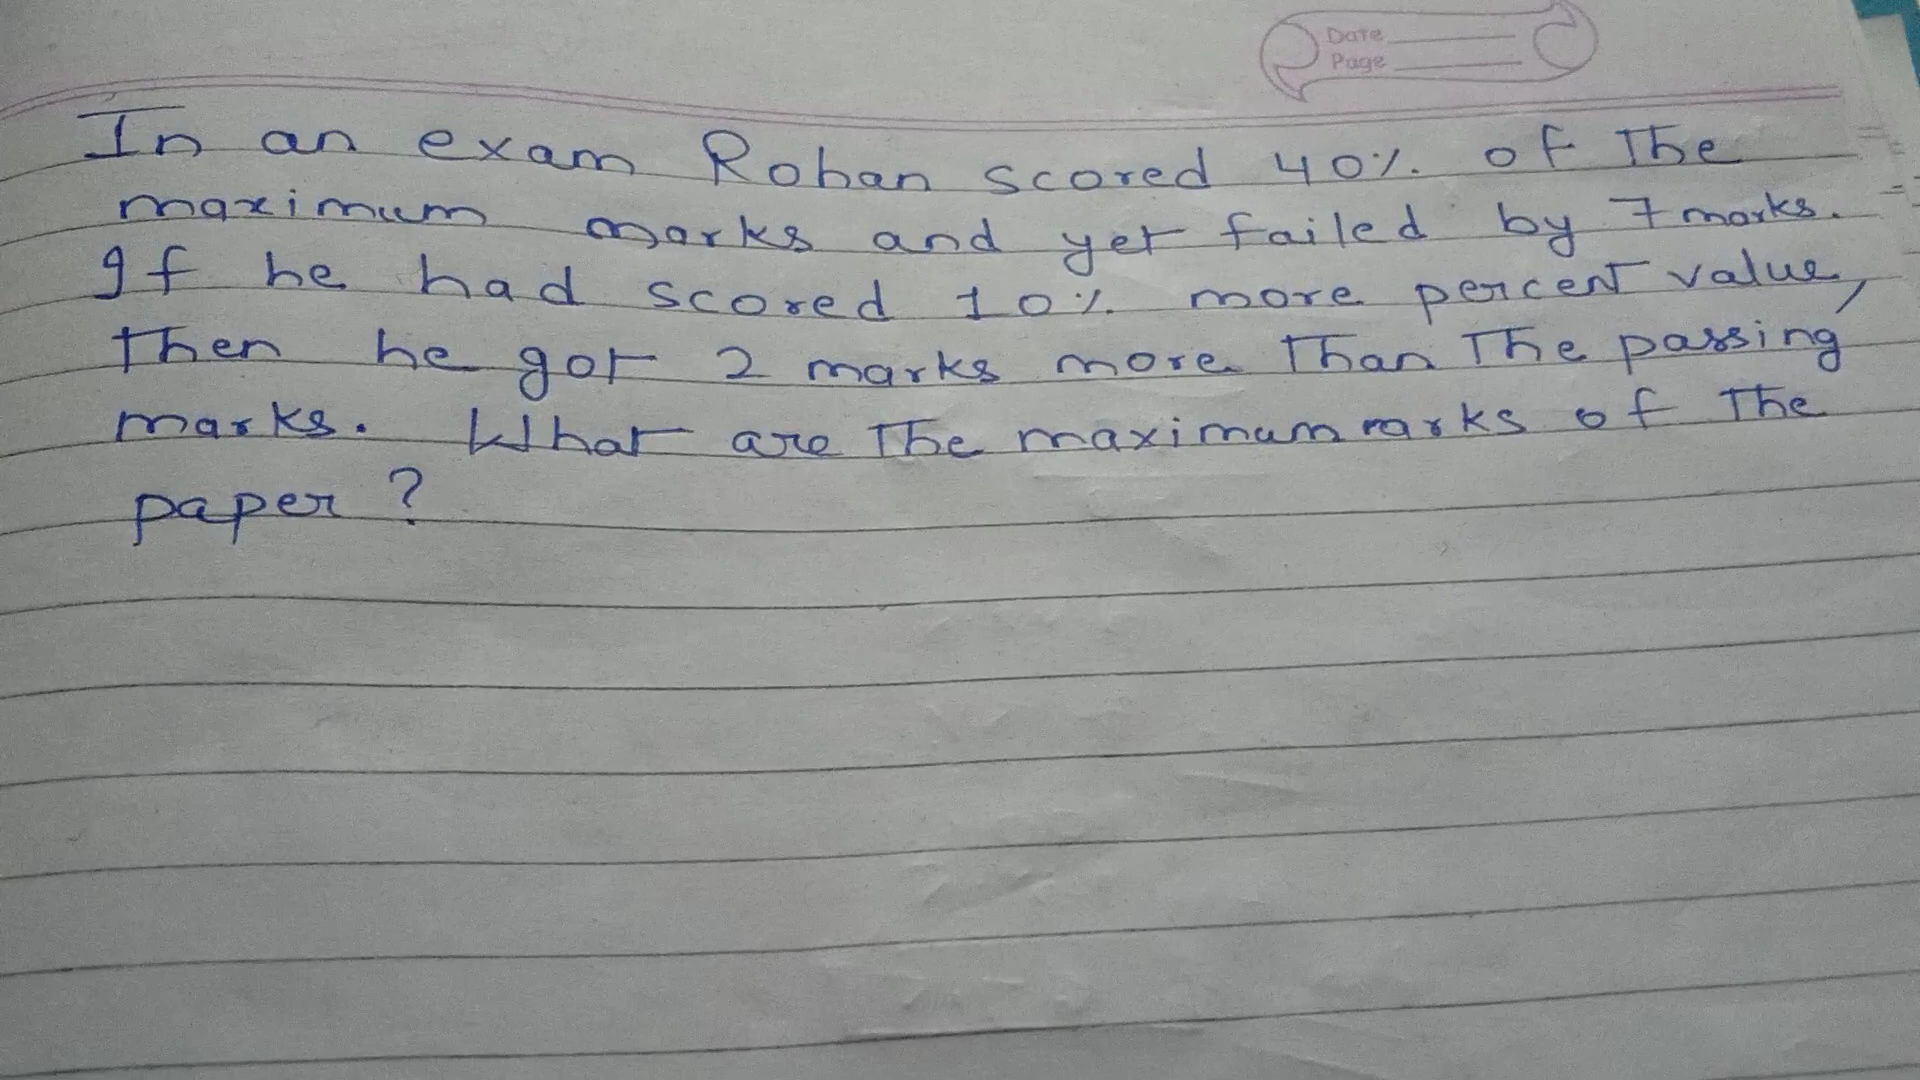 Date
Page
In an exam Rohan scored 40% of the
maximum marks and yet failed by 7 marks.
If he had scored 10% more percent value,
then he got 2 marks more than the passing
marks. What are the maximum marks of the
paper?